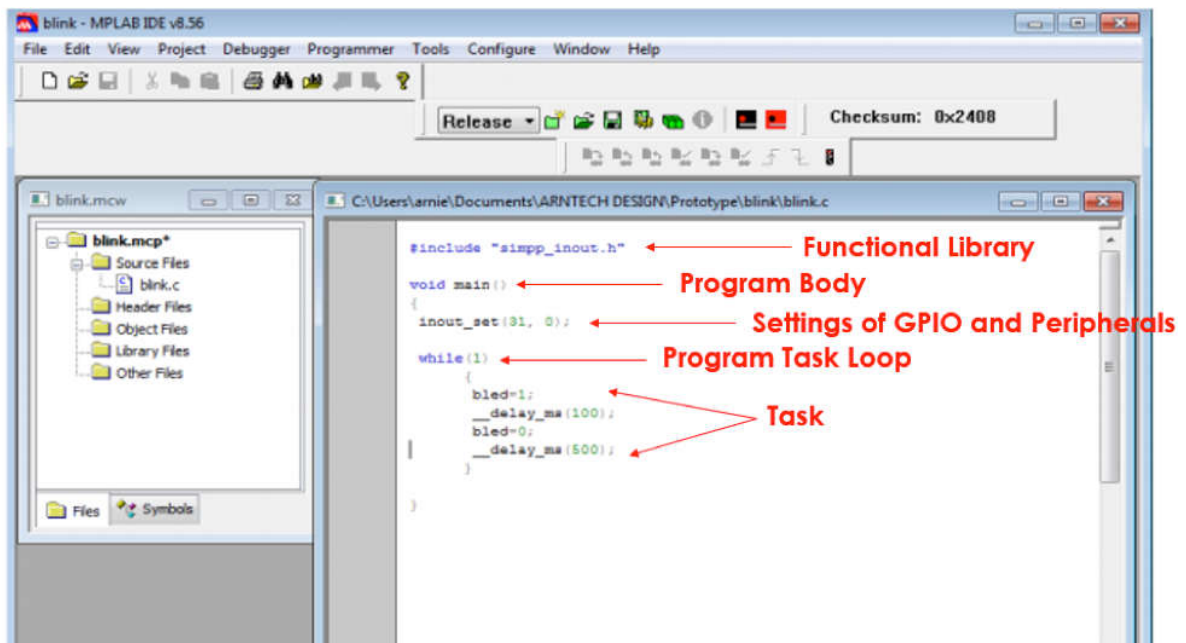 blink - MPLAB IDE v8.56
File Edit View Project Debugger Programmer Tools Configure Window Help
Release
Checksum: 0x2408
blink.mcw
C:\Users\arnie\Documents\ARNTECH DESIGN\Prototype\blink\blink.c
blink.mcp*
Source Files
blink.c
Header Files
Object Files
Library Files
Other Files
Files Symbols
#include "simpp_inout.h" Functional Library
void main() Program Body
{
inout_set(31, 0); Settings of GPIO and Peripherals
while(1) Program Task Loop
{
bled=1;
__delay_ms(100); Task
bled=0;
__delay_ms(500);
}
}